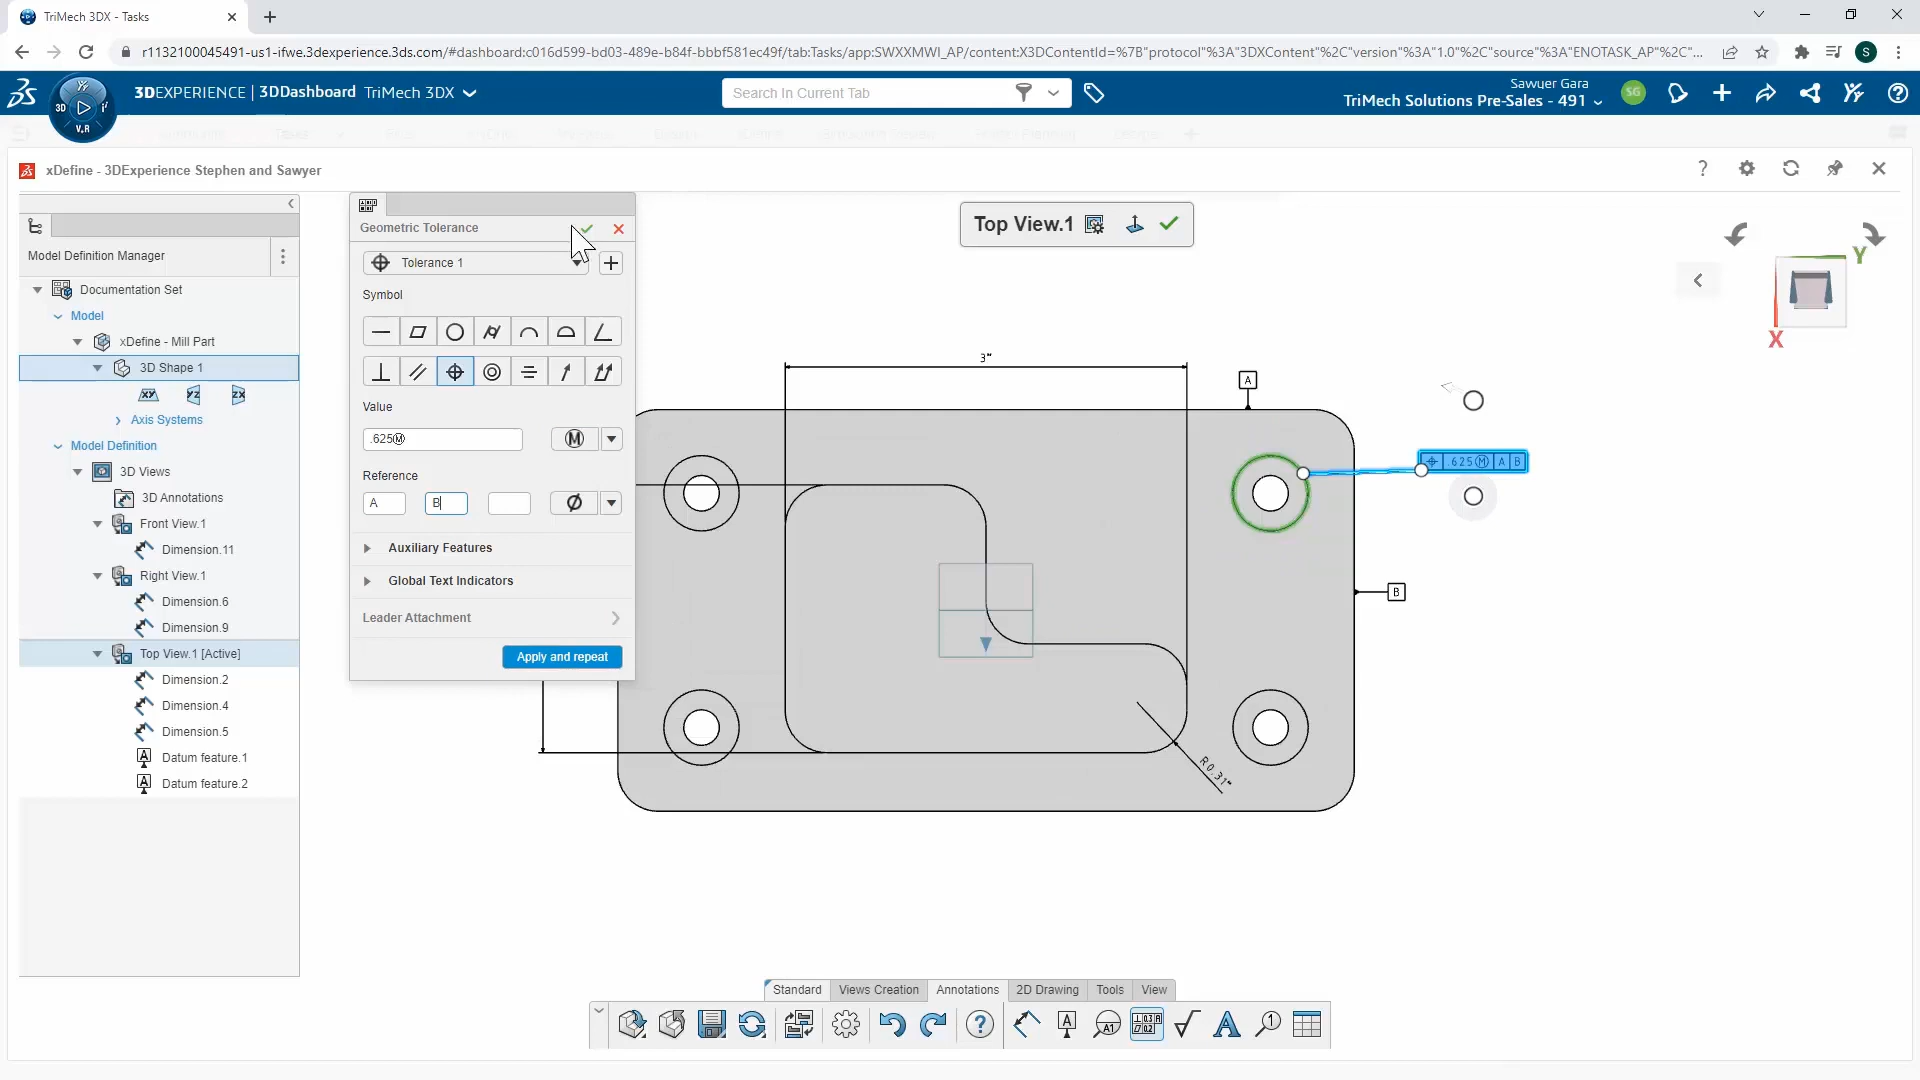 TriMech 3DX - Tasks
r1132100045491-us1-ifwe.3dexperience.3ds.com/#dashboard:c016d599-bd03-489e-b84f-bbbf581ec49f/tab:Tasks/app:SWXXMWI_AP/content:X3DContentId=%7B"protocol"%3A"3DXContent"%2C"version"%3A"1.0"%2C"source"%3A"ENOTASK_AP"%2C"...
S
3D
V.R
3DEXPERIENCE | 3DDashboard TriMech 3DX
Search In Current Tab
Sawyer Gara
TriMech Solutions Pre-Sales - 491
SG
xDefine - 3DExperience Stephen and Sawyer
Model Definition Manager
Documentation Set
Model
xDefine - Mill Part
3D Shape 1
xy yz zx
Axis Systems
Model Definition
3D Views
3D Annotations
Front View.1
Dimension.11
Right View.1
Dimension.6
Dimension.9
Top View.1 [Active]
Dimension.2
Dimension.4
Dimension.5
Datum feature.1
Datum feature.2
Geometric Tolerance
Tolerance 1
Symbol
Value
.625Ⓜ
Ⓜ
Reference
A B
Auxiliary Features
Global Text Indicators
Leader Attachment
Apply and repeat
Top View.1
Y
X
3"
A
.625Ⓜ A B
B
R0.31"
Standard Views Creation Annotations 2D Drawing Tools View